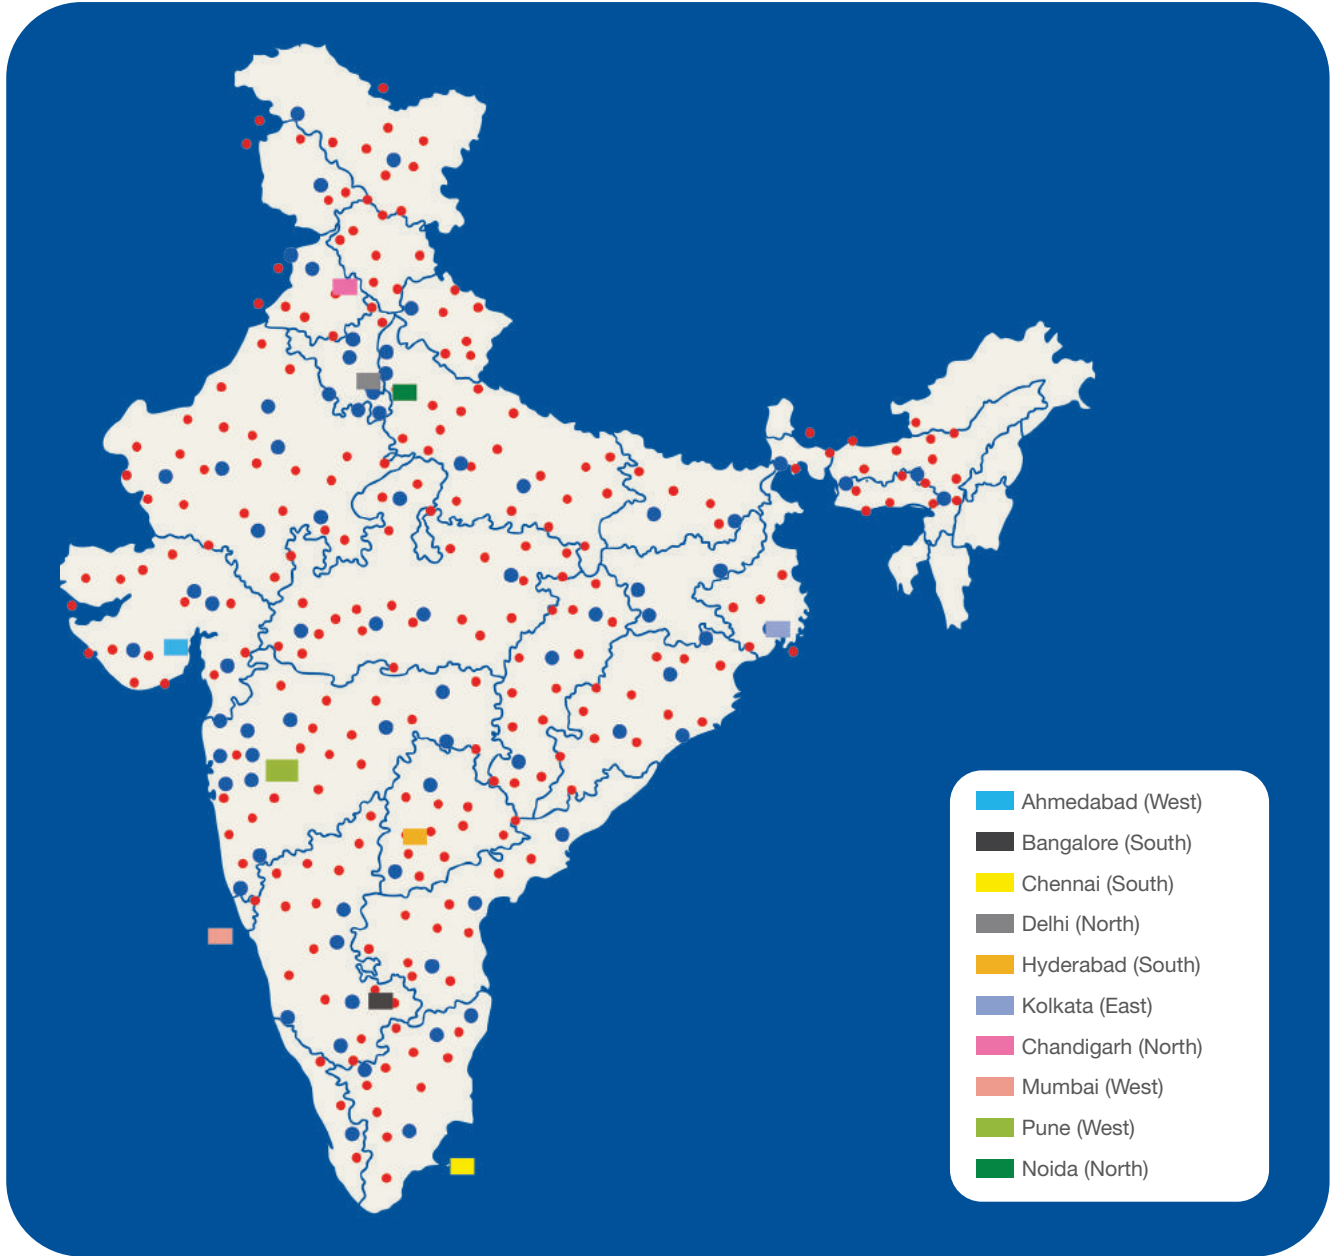 Ahmedabad (West)
Bangalore (South)
Chennai (South)
Delhi (North)
Hyderabad (South)
Kolkata (East)
Chandigarh (North)
Mumbai (West)
Pune (West)
Noida (North)